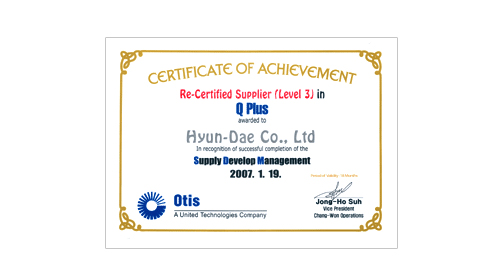 CERTIFICATE OF ACHIEVEMENT
Re-Certified Supplier (Level 3) in
Q Plus
awarded to
Hyun-Dae Co., Ltd
In recognition of successful completion of the
Supply Develop Management
2007. 1. 19.
Otis
A United Technologies Company
Jong-Ho Suh
Vice President
Chang-Won Operations